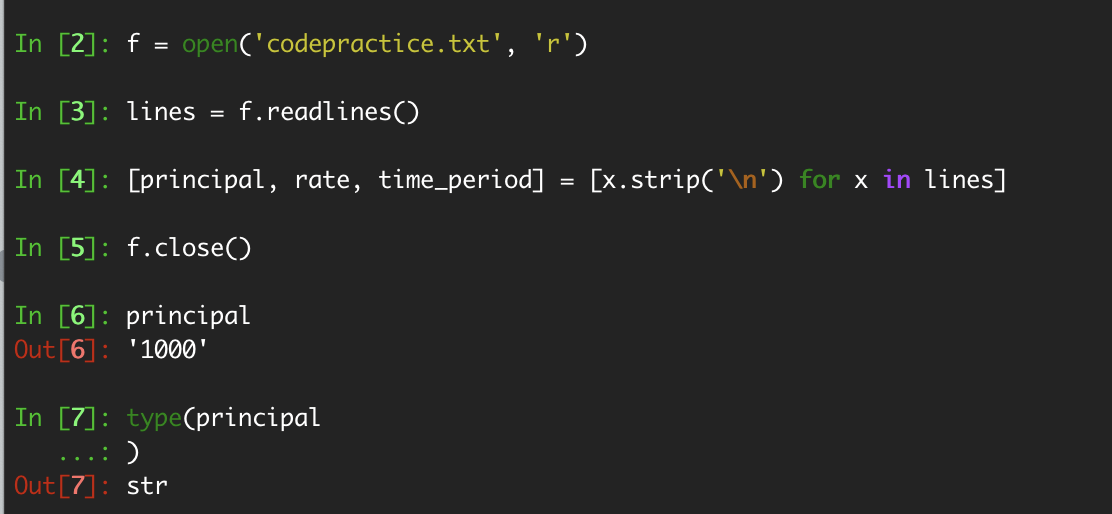 In [2]: f = open('codepractice.txt', 'r')
In [3]: lines = f.readlines()
In [4]: [principal, rate, time_period] = [x.strip('\n') for x in lines]
In [5]: f.close()
In [6]: principal
Out[6]: '1000'
In [7]: type(principal
...: )
Out[7]: str